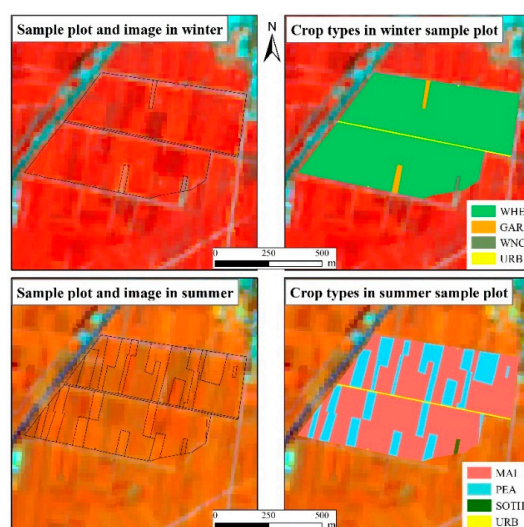 Sample plot and image in winter
N
Crop types in winter sample plot
WHE
GAR
WNC
URB
0 250 500
m
Sample plot and image in summer
Crop types in summer sample plot
MAI
PEA
SOTH
URB
0 250 500
m